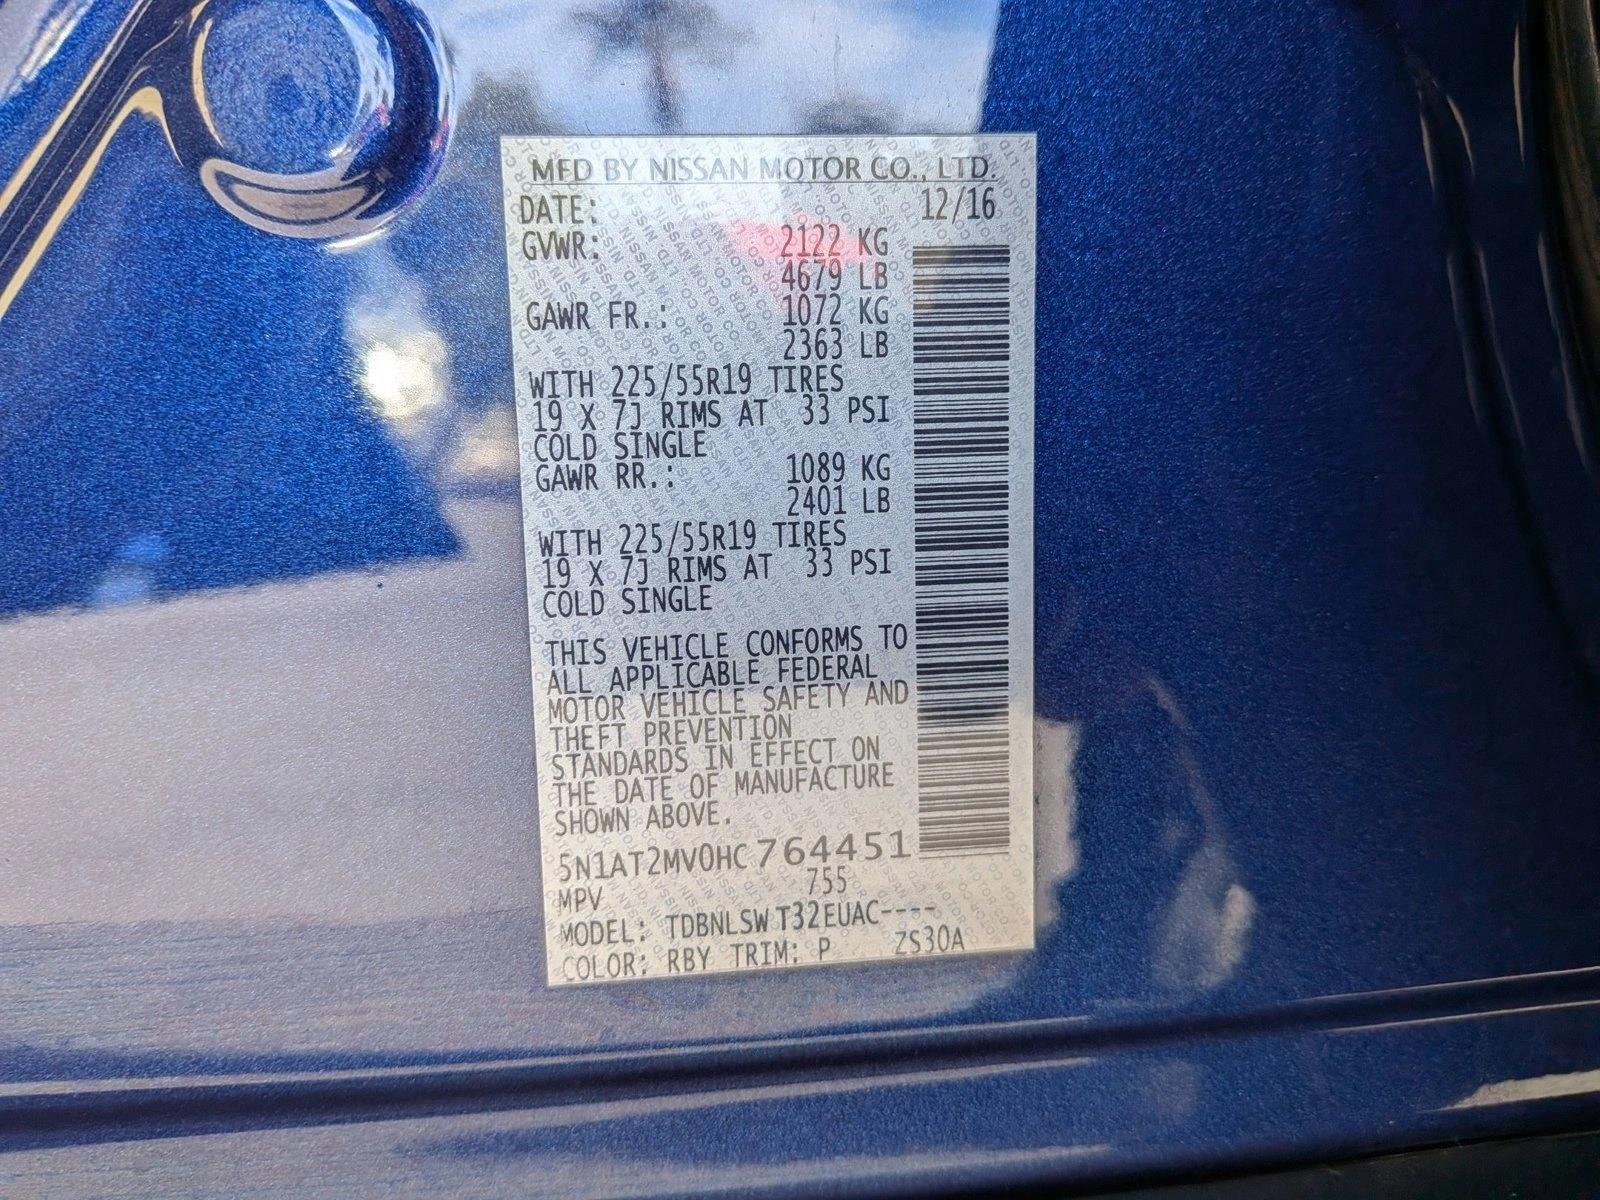 MFD BY NISSAN MOTOR CO., LTD.
DATE: 12/16
GVWR: 2122 KG
4679 LB
GAWR FR.: 1072 KG
2363 LB
WITH 225/55R19 TIRES
19 X 7J RIMS AT 33 PSI
COLD SINGLE
GAWR RR.: 1089 KG
2401 LB
WITH 225/55R19 TIRES
19 X 7J RIMS AT 33 PSI
COLD SINGLE
THIS VEHICLE CONFORMS TO
ALL APPLICABLE FEDERAL
MOTOR VEHICLE SAFETY AND
THEFT PREVENTION
STANDARDS IN EFFECT ON
THE DATE OF MANUFACTURE
SHOWN ABOVE.
5N1AT2MV0HC764451
MPV 755
MODEL: TDBNLSW T32EUAC----
COLOR: RBY TRIM: P ZS30A